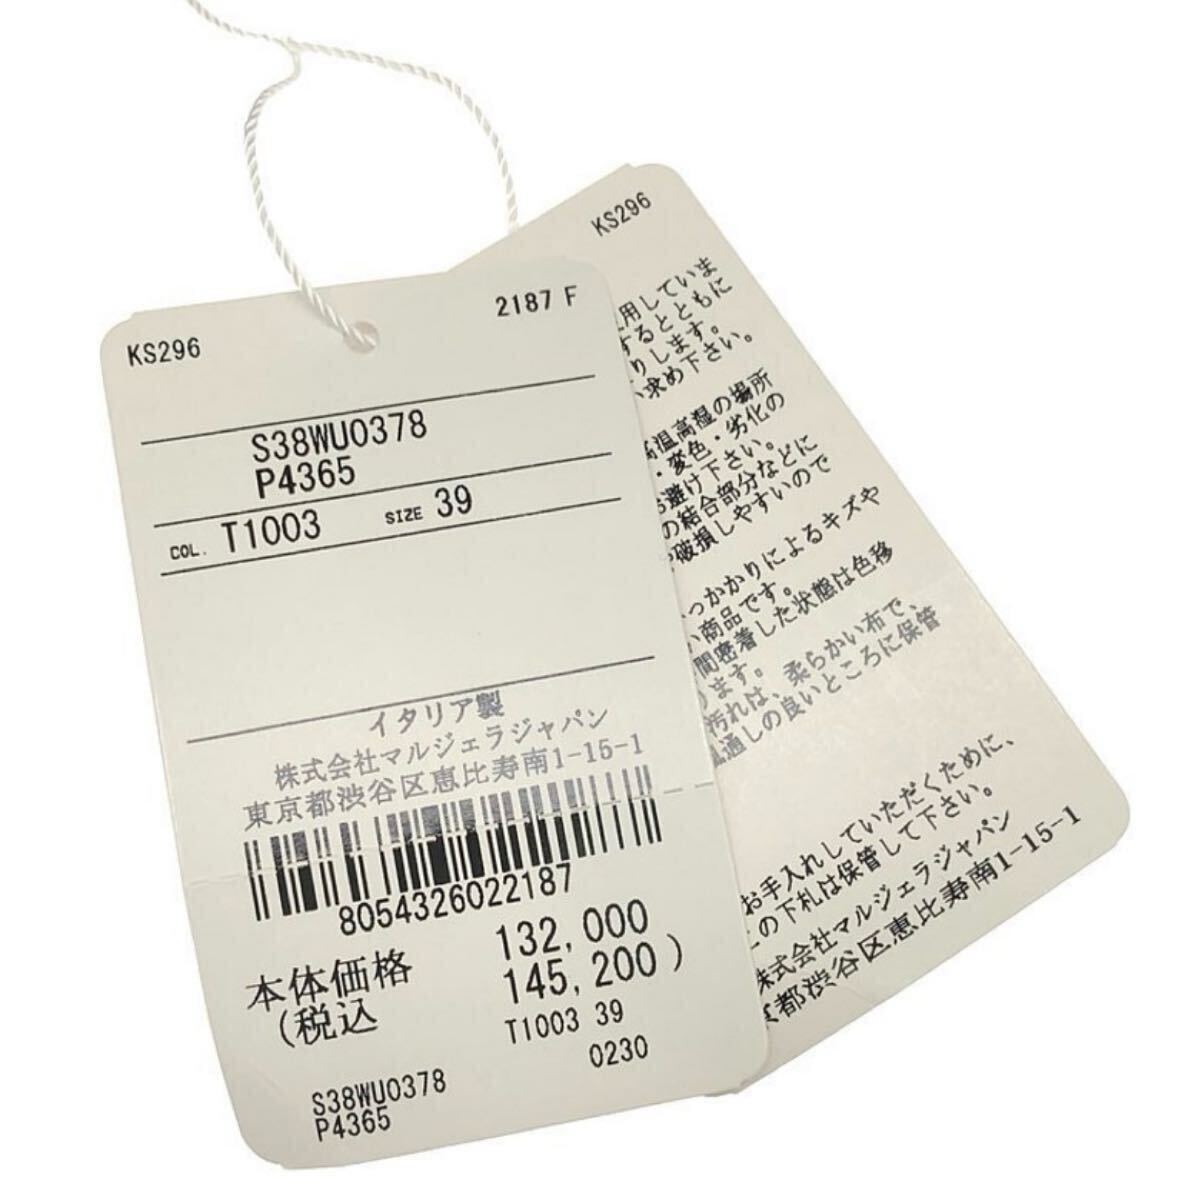 KS296
2187 F
S38WU0378
P4365
COL. T1003 SIZE 39
イタリア製
株式会社マルジェラジャパン
東京都渋谷区恵比寿南1-15-1
8054326022187
本体価格 132,000
(税込 145,200)
T1003 39
0230
S38WU0378
P4365
KS296
用していま
するとともに
りします。
求め下さい。
高温高湿の場所
・変色・劣化の
避け下さい。
の結合部分などに
破損しやすいので
っかかりによるキズや
い商品です。
間密着した状態は色移
ります。
汚れは、柔らかい布で、
通しの良いところに保管
お手入れしていただくために、
の下札は保管して下さい。
株式会社マルジェラジャパン
京都渋谷区恵比寿南1-15-1